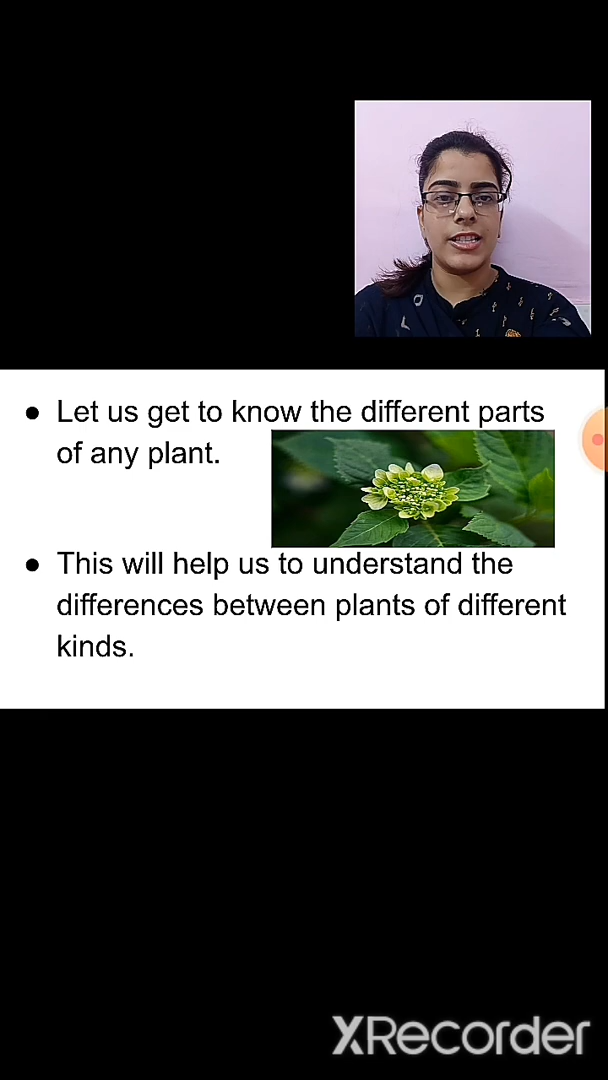 ● Let us get to know the different parts
of any plant.
● This will help us to understand the
differences between plants of different
kinds.
XRecorder